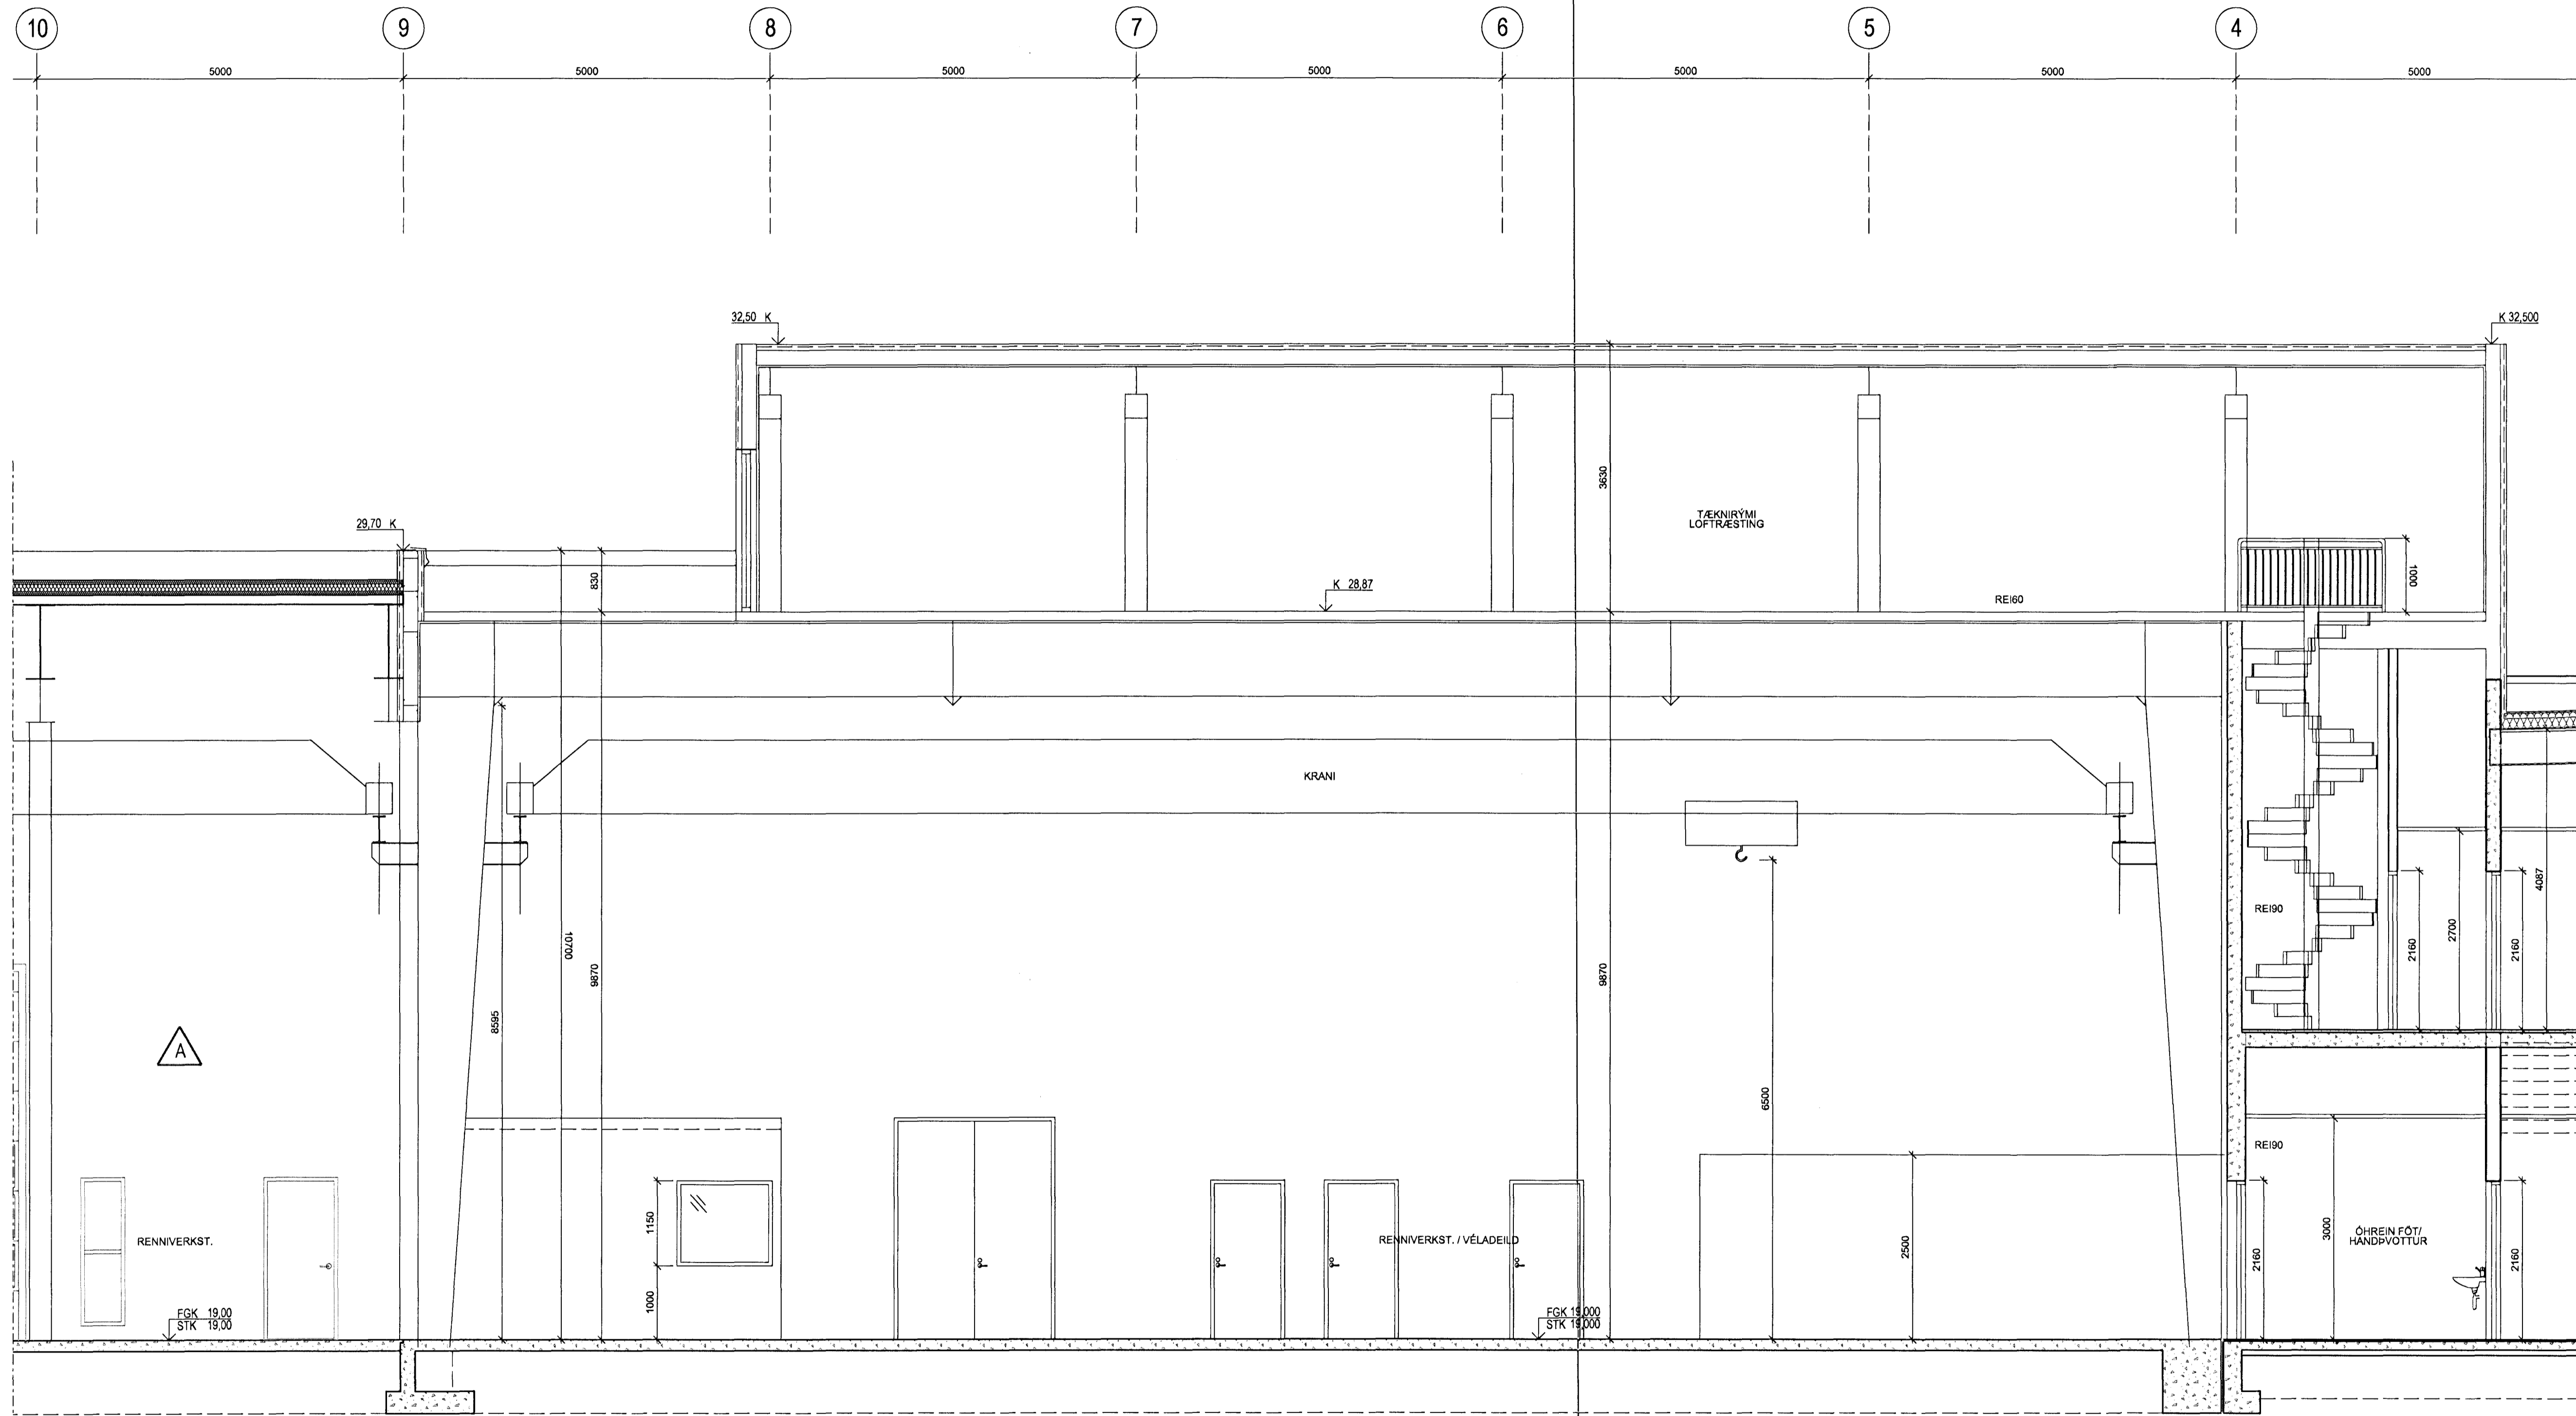 10 9 8 7 6 5 4
5000 5000 5000 5000 5000 5000 5000
32,50 K
K 32,500
3630
TÆKNIRÝMI
LOFTRÆSTING
29,70 K
830
K 28,87
REI60
1000
KRANI
10700
9870
8595
9870
6500
REI90
2160
2700
2160
4087
A
REI90
1150
1000
2500
3000
2160
2160
RENNIVERKST.
RENNIVERKST. / VÉLADEILD
ÓHREIN FÖT/
HANDÞVOTTUR
FGK 19,00
STK 19,00
FGK 19,000
STK 19,000